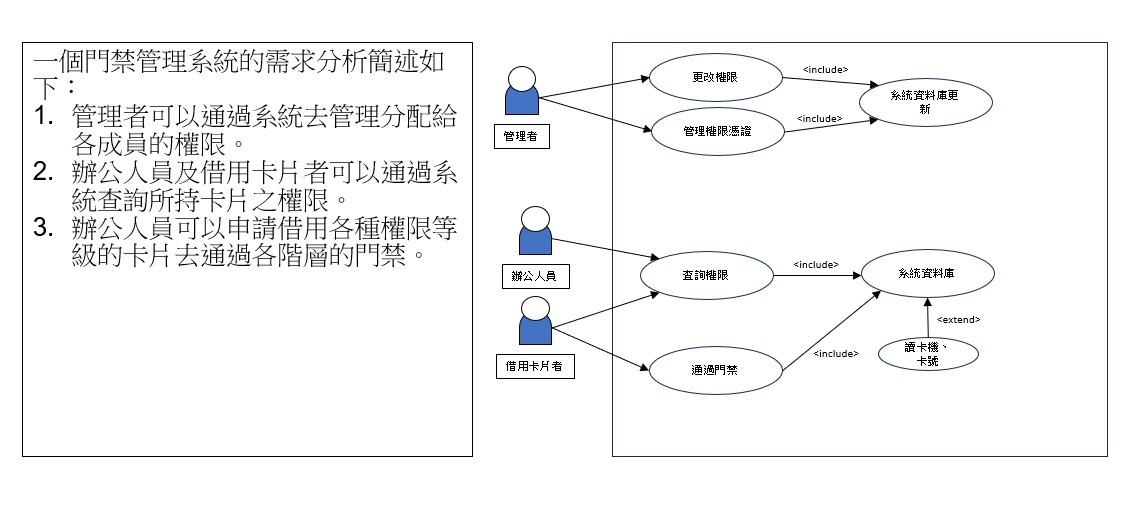 一個門禁管理系統的需求分析簡述如
下：
1. 管理者可以通過系統去管理分配給
各成員的權限。
2. 辦公人員及借用卡片者可以通過系
統查詢所持卡片之權限。
3. 辦公人員可以申請借用各種權限等
級的卡片去通過各階層的門禁。
管理者
更改權限
<include>
系統資料庫更
新
管理權限憑證
<include>
辦公人員
查詢權限
<include>
系統資料庫
借用卡片者
通過門禁
<include>
<extend>
讀卡機、
卡號